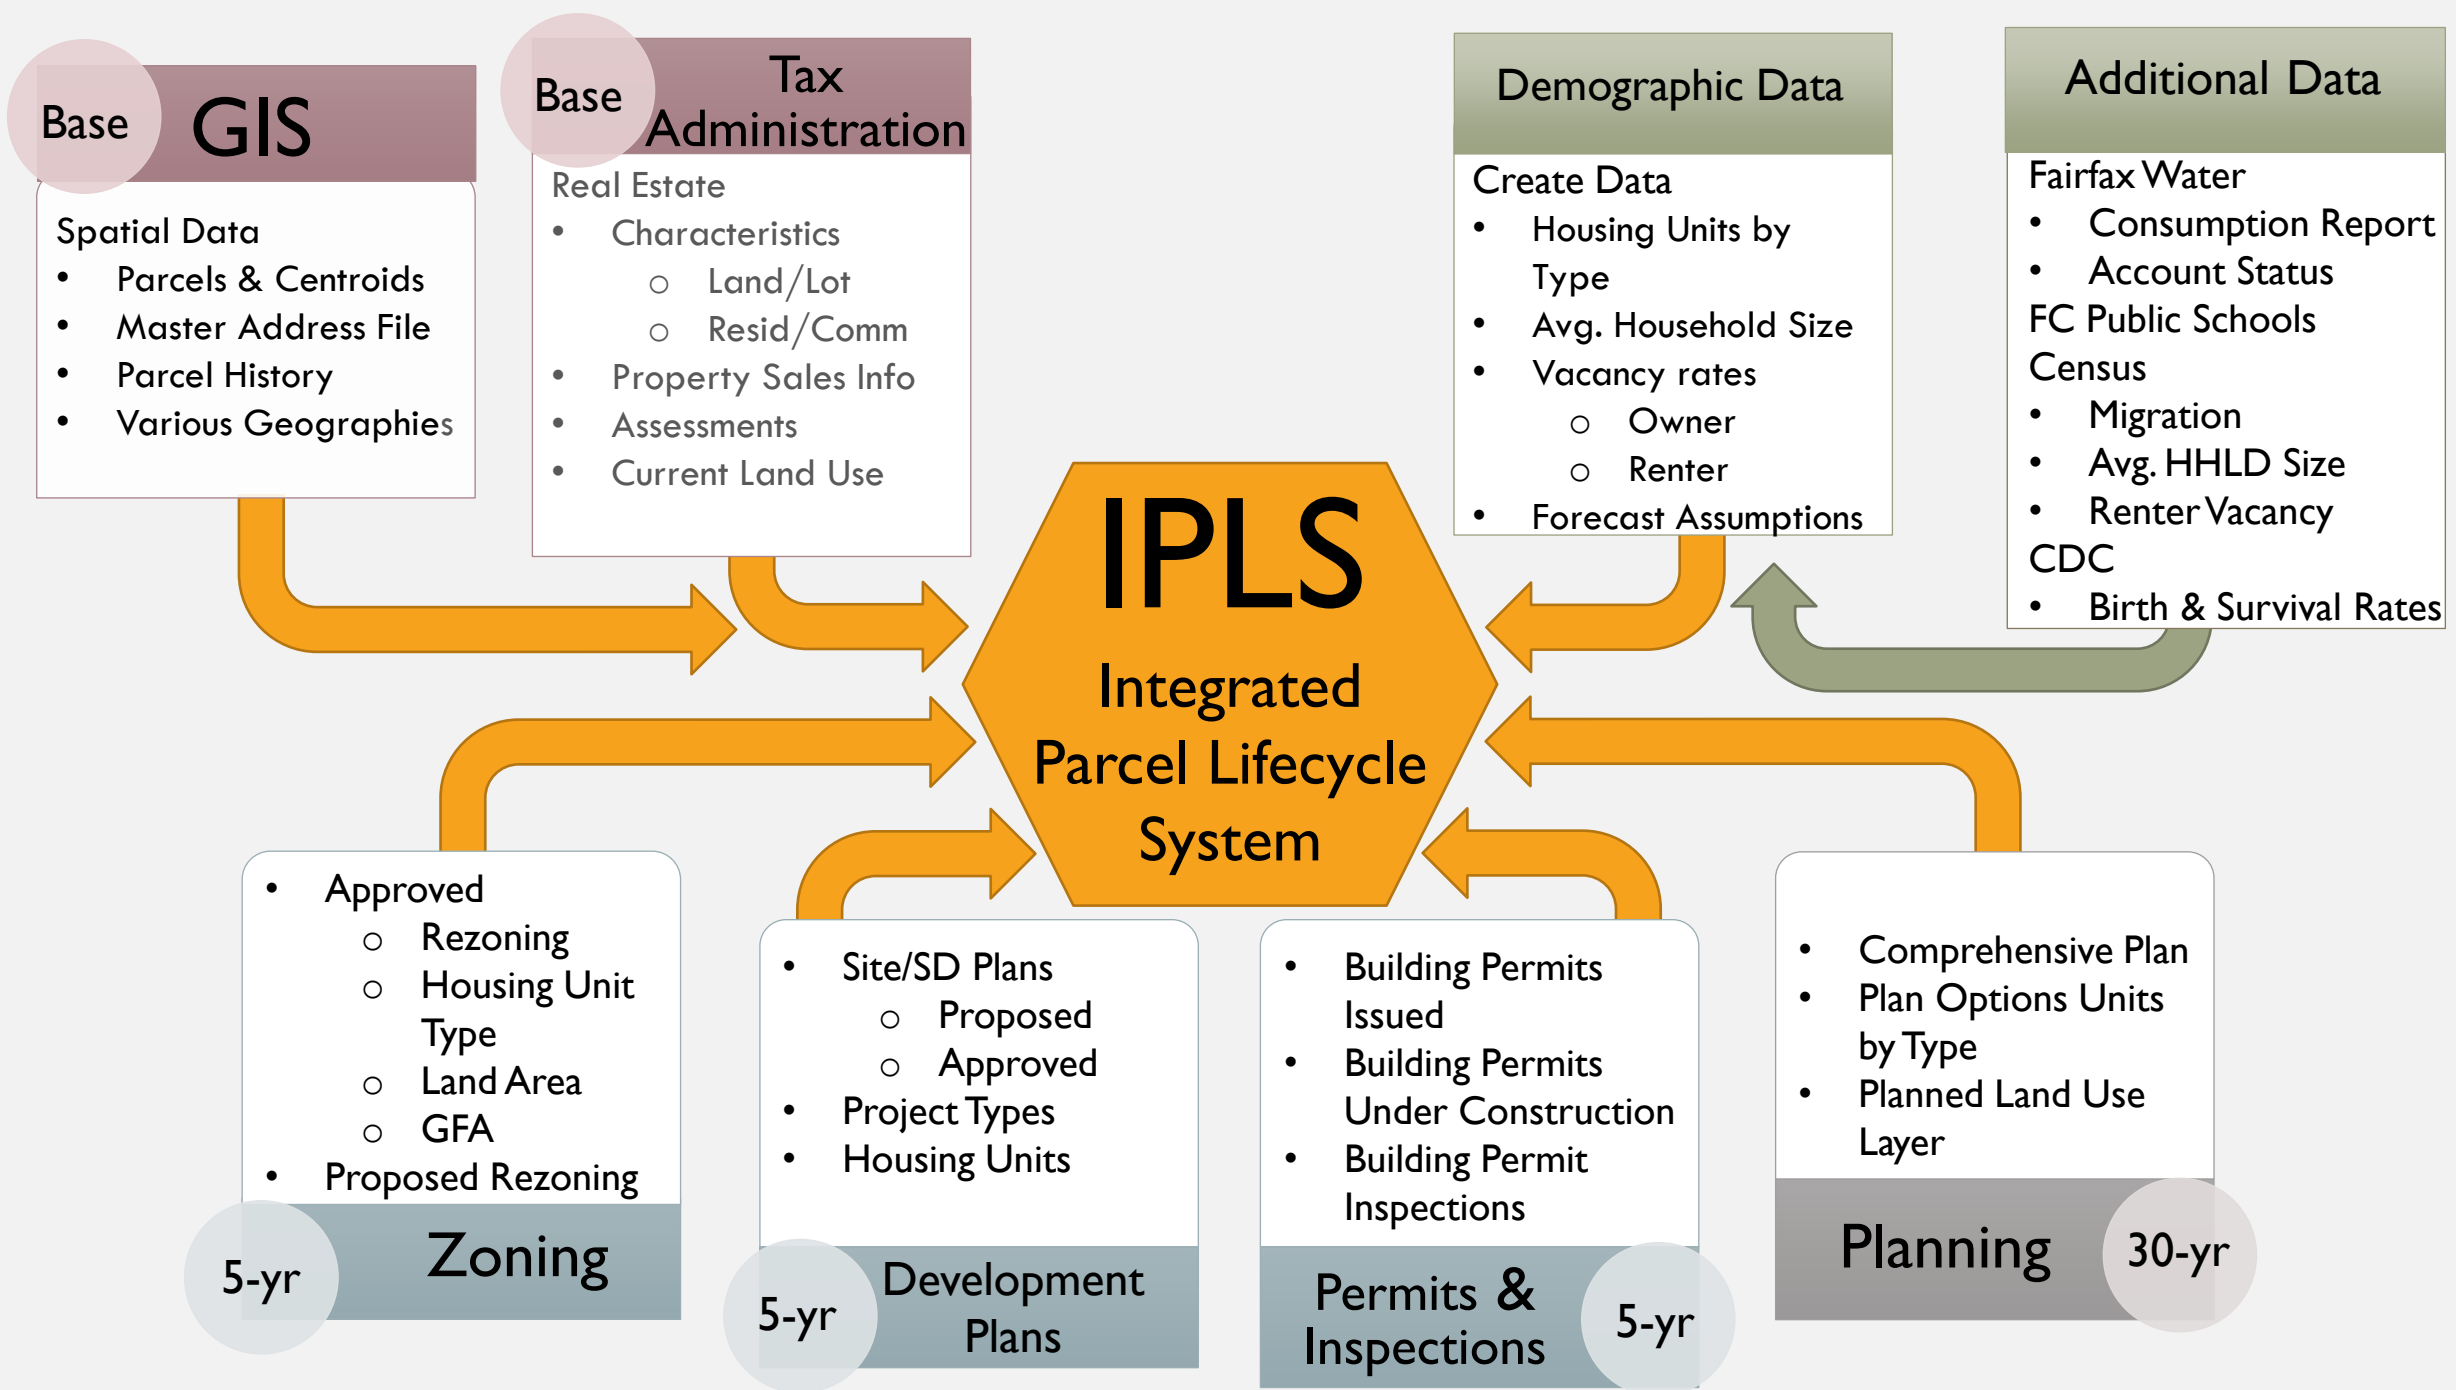 Base
GIS
Spatial Data
• Parcels & Centroids
• Master Address File
• Parcel History
• Various Geographies
Base
Tax
Administration
Real Estate
• Characteristics
o Land/Lot
o Resid/Comm
• Property Sales Info
• Assessments
• Current Land Use
Demographic Data
Create Data
• Housing Units by
Type
• Avg. Household Size
• Vacancy rates
o Owner
o Renter
• Forecast Assumptions
Additional Data
Fairfax Water
• Consumption Report
• Account Status
FC Public Schools
Census
• Migration
• Avg. HHLD Size
• Renter Vacancy
CDC
• Birth & Survival Rates
IPLS
Integrated
Parcel Lifecycle
System
• Approved
o Rezoning
o Housing Unit
Type
o Land Area
o GFA
• Proposed Rezoning
5-yr
Zoning
• Site/SD Plans
o Proposed
o Approved
• Project Types
• Housing Units
5-yr
Development
Plans
• Building Permits
Issued
• Building Permits
Under Construction
• Building Permit
Inspections
Permits &
Inspections
5-yr
• Comprehensive Plan
• Plan Options Units
by Type
• Planned Land Use
Layer
Planning
30-yr